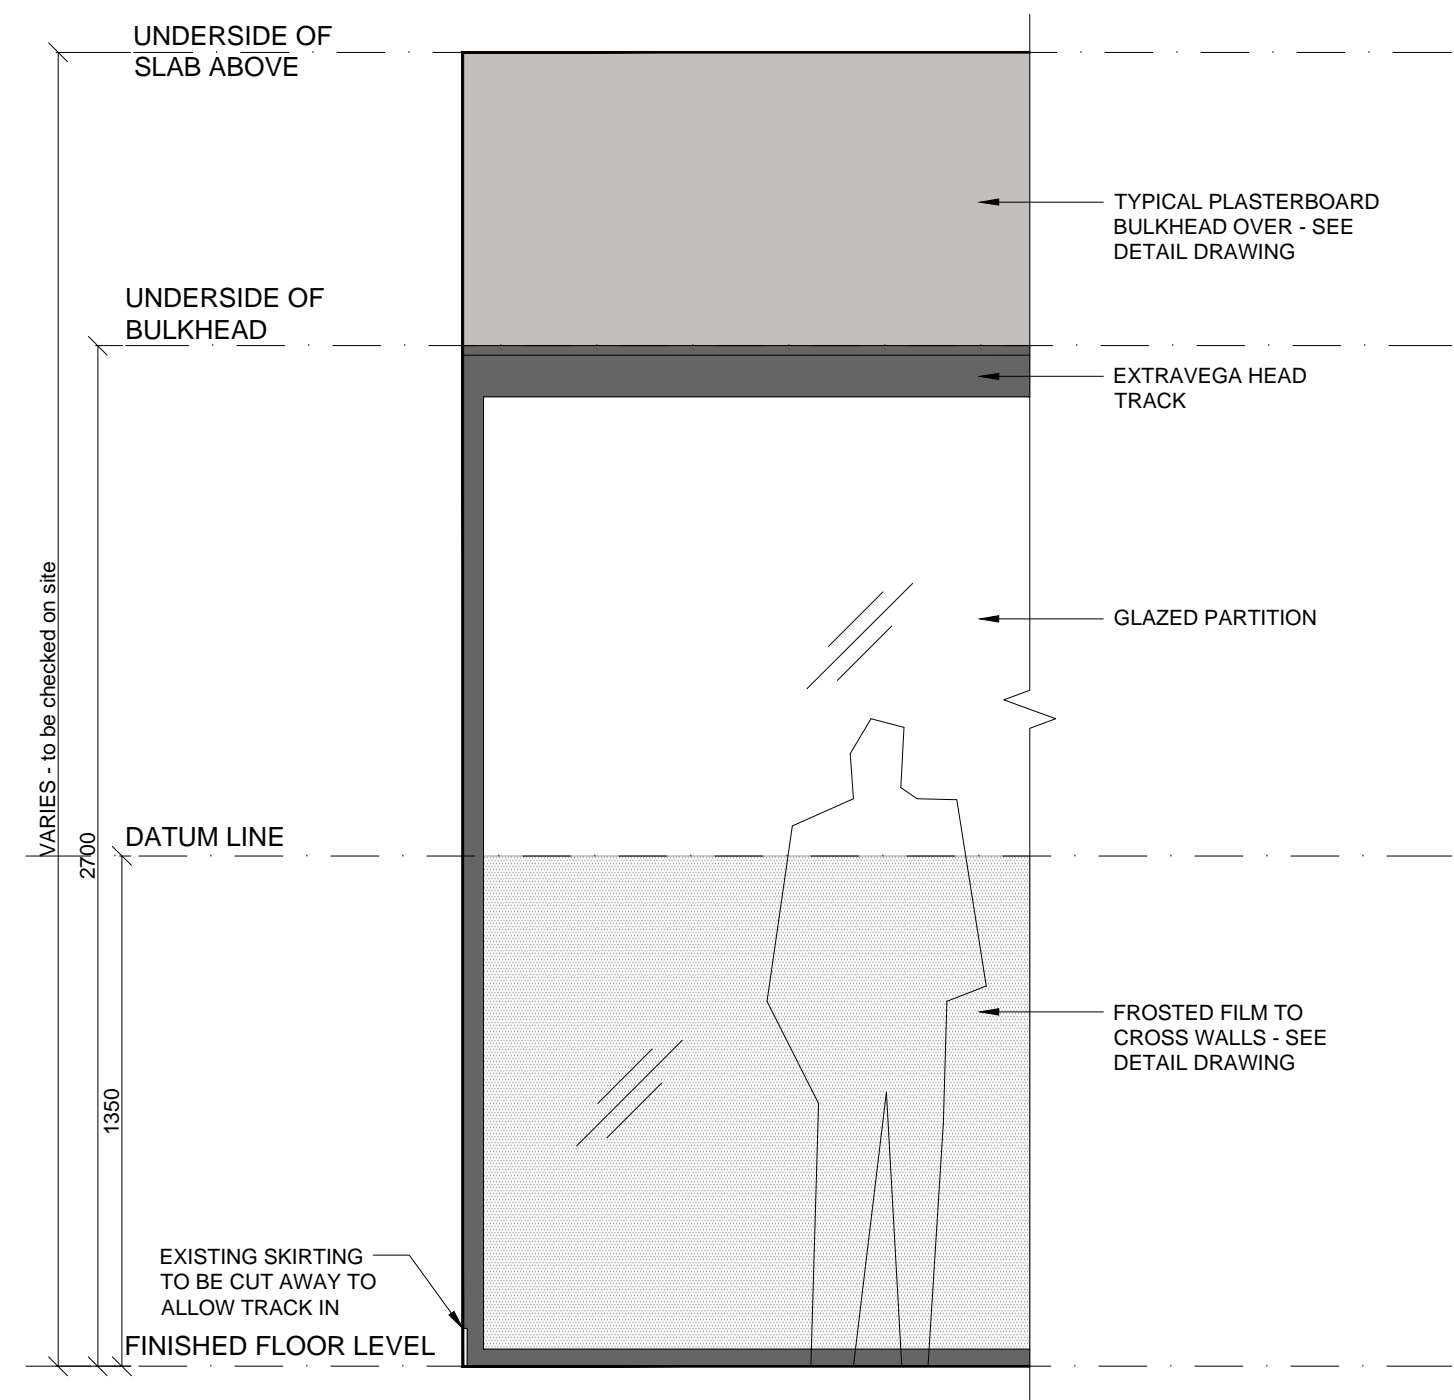 UNDERSIDE OF
SLAB ABOVE
TYPICAL PLASTERBOARD
BULKHEAD OVER - SEE
DETAIL DRAWING
UNDERSIDE OF
BULKHEAD
EXTRAVEGA HEAD
TRACK
GLAZED PARTITION
VARIES - to be checked on site
2700
DATUM LINE
1350
FROSTED FILM TO
CROSS WALLS - SEE
DETAIL DRAWING
EXISTING SKIRTING
TO BE CUT AWAY TO
ALLOW TRACK IN
FINISHED FLOOR LEVEL